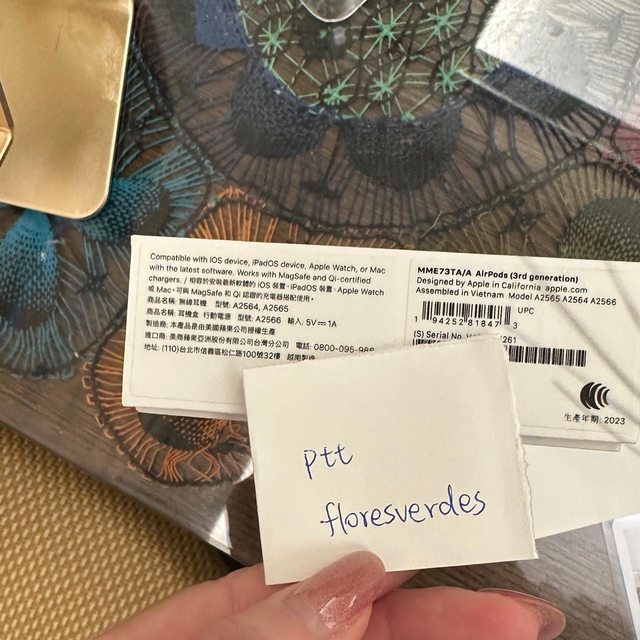 Compatible with iOS device, iPadOS device, Apple Watch, or Mac
with the latest software. Works with MagSafe and Qi-certified
chargers. / 相容於安裝最新軟體的 iOS 裝置、iPadOS 裝置、Apple Watch
或 Mac。可與 MagSafe 和 Qi 認證的充電器搭配使用。
商品名稱: 無線耳機 型號: A2564, A2565
商品名稱: 耳機盒 行動電源 型號: A2566 輸入: 5V⎓1A
製造商: 本產品是由美國蘋果公司授權生產
進口商: 美商蘋果亞洲股份有限公司台灣分公司 電話: 0800-095-988
地址: (110)台北市信義區松仁路100號32樓 越南製造
MME73TA/A AirPods (3rd generation)
Designed by Apple in California apple.com
Assembled in Vietnam Model A2565 A2564 A2566
UPC
1 94252 81847 3
(S) Serial No.
261
生產年期: 2023
ptt
floresverdes